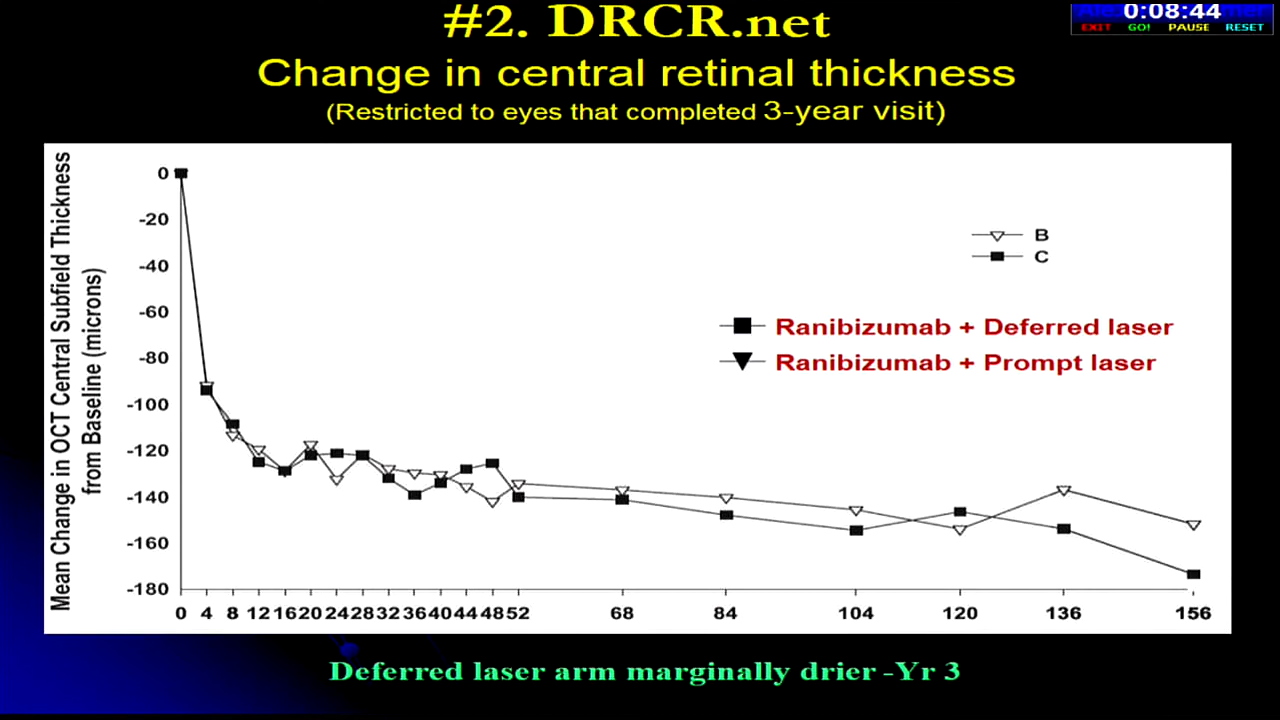 #2. DRCR.net
0:08:44
EXIT GO! PAUSE RESET
Change in central retinal thickness
(Restricted to eyes that completed 3-year visit)
Mean Change in OCT Central Subfield Thickness
from Baseline (microns)
0
-20
-40
-60
-80
-100
-120
-140
-160
-180
B
C
Ranibizumab + Deferred laser
Ranibizumab + Prompt laser
0 4 8 12 16 20 24 28 32 36 40 44 48 52 68 84 104 120 136 156
Deferred laser arm marginally drier -Yr 3